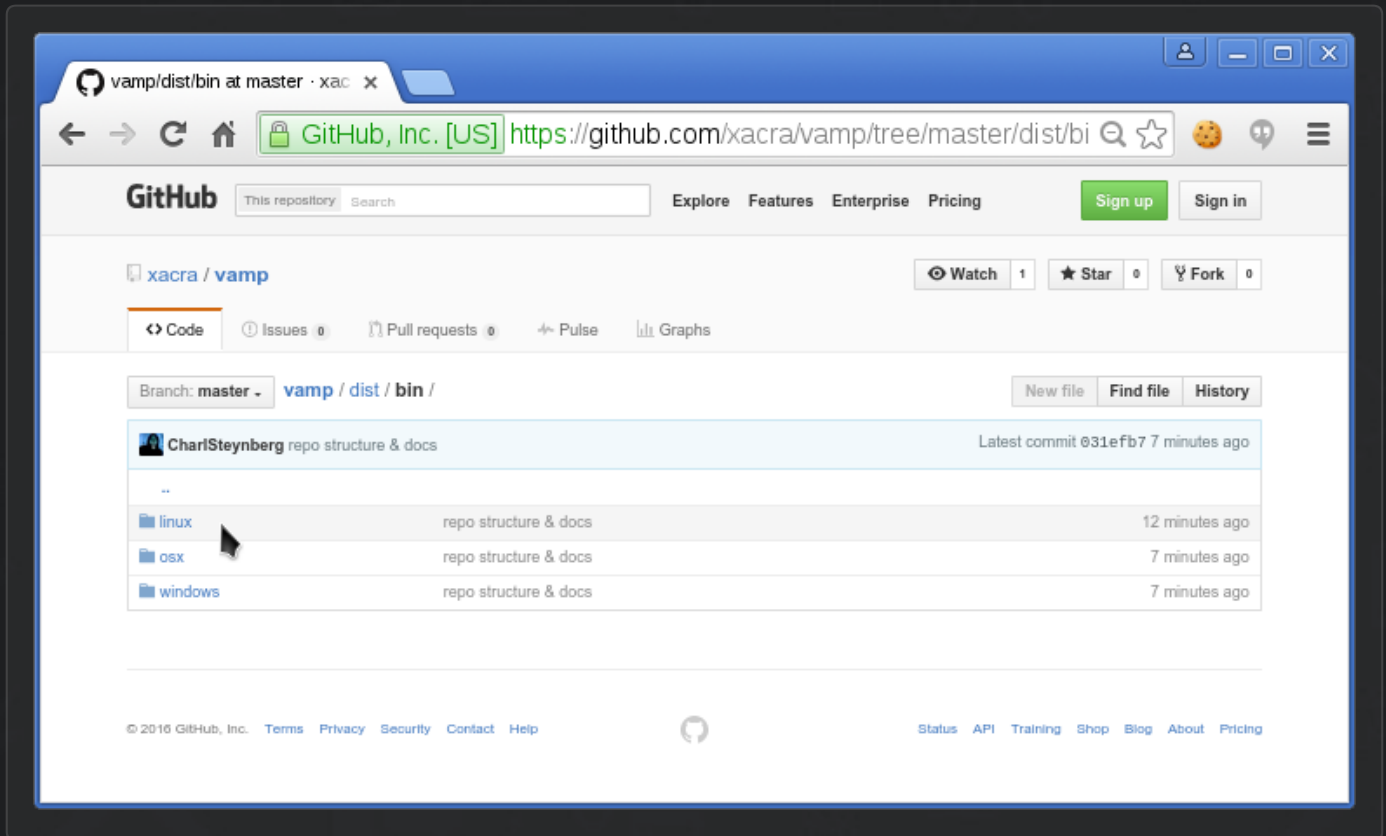 vamp/dist/bin at master · xac
GitHub, Inc. [US] https://github.com/xacra/vamp/tree/master/dist/bi
GitHub This repository Search Explore Features Enterprise Pricing Sign up Sign in
xacra / vamp Watch 1 Star 0 Fork 0
Code Issues 0 Pull requests 0 Pulse Graphs
Branch: master vamp / dist / bin / New file Find file History
CharlSteynberg repo structure & docs Latest commit 031efb7 7 minutes ago
..
linux repo structure & docs 12 minutes ago
osx repo structure & docs 7 minutes ago
windows repo structure & docs 7 minutes ago
© 2016 GitHub, Inc. Terms Privacy Security Contact Help Status API Training Shop Blog About Pricing